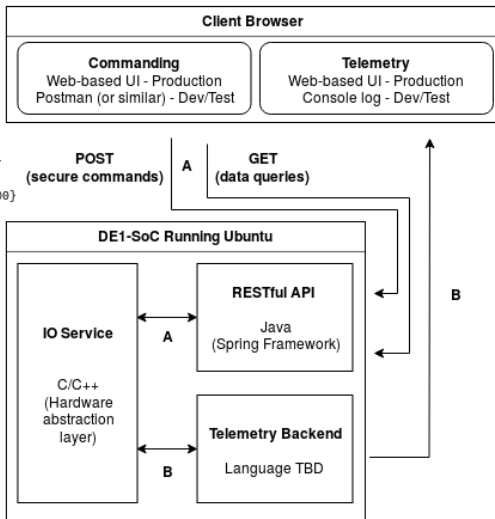 Client Browser
Commanding
Web-based UI - Production
Postman (or similar) - Dev/Test
Telemetry
Web-based UI - Production
Console log - Dev/Test
POST
(secure commands)
A
GET
(data queries)
00}
DE1-SoC Running Ubuntu
IO Service
C/C++
(Hardware
abstraction
layer)
A
B
RESTful API
Java
(Spring Framework)
Telemetry Backend
Language TBD
B